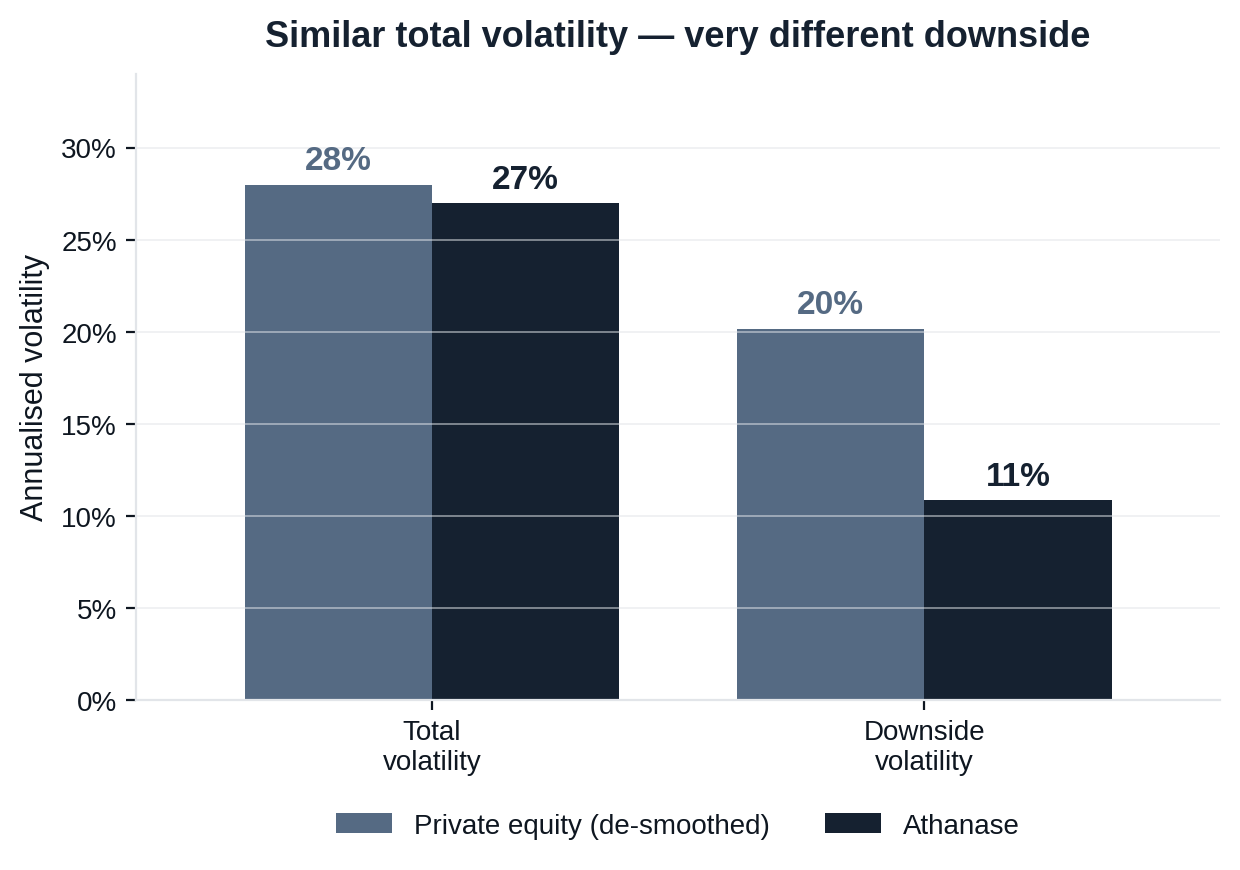 Similar total volatility — very different downside
Annualised volatility
30%
25%
20%
15%
10%
5%
0%
28%
27%
20%
11%
Total
volatility
Downside
volatility
Private equity (de-smoothed)
Athanase